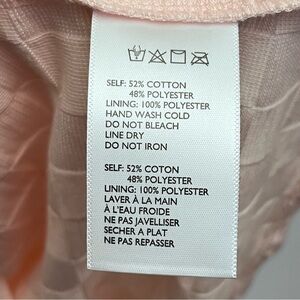 SELF: 52% COTTON
48% POLYESTER
LINING: 100% POLYESTER
HAND WASH COLD
DO NOT BLEACH
LINE DRY
DO NOT IRON
SELF: 52% COTON
48% POLYESTER
LINING: 100% POLYESTER
LAVER À LA MAIN
À L'EAU FROIDE
NE PAS JAVELLISER
SECHER A PLAT
NE PAS REPASSER